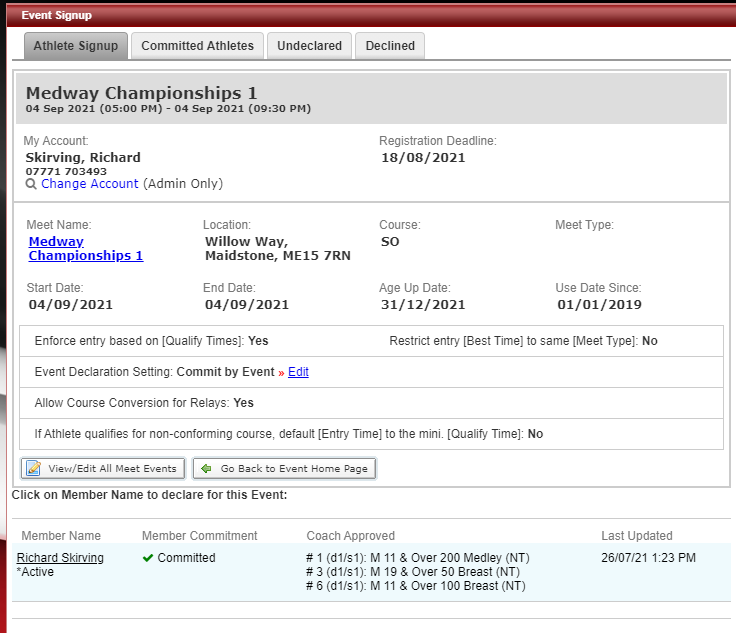 Event Signup
Athlete Signup Committed Athletes Undeclared Declined
Medway Championships 1
04 Sep 2021 (05:00 PM) - 04 Sep 2021 (09:30 PM)
My Account: Registration Deadline:
Skirving, Richard 18/08/2021
07771 703493
Change Account (Admin Only)
Meet Name: Location: Course: Meet Type:
Medway Willow Way, SO
Championships 1 Maidstone, ME15 7RN
Start Date: End Date: Age Up Date: Use Date Since:
04/09/2021 04/09/2021 31/12/2021 01/01/2019
Enforce entry based on [Qualify Times]: Yes Restrict entry [Best Time] to same [Meet Type]: No
Event Declaration Setting: Commit by Event » Edit
Allow Course Conversion for Relays: Yes
If Athlete qualifies for non-conforming course, default [Entry Time] to the mini. [Qualify Time]: No
View/Edit All Meet Events Go Back to Event Home Page
Click on Member Name to declare for this Event:
Member Name Member Commitment Coach Approved Last Updated
Richard Skirving Committed # 1 (d1/s1): M 11 & Over 200 Medley (NT) 26/07/21 1:23 PM
*Active # 3 (d1/s1): M 19 & Over 50 Breast (NT)
# 6 (d1/s1): M 11 & Over 100 Breast (NT)